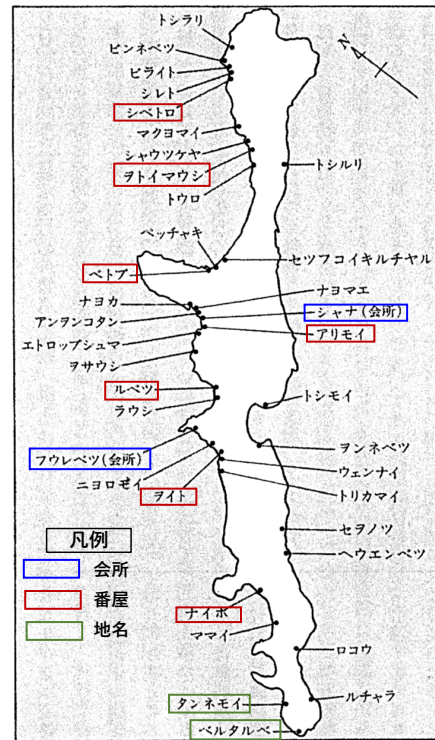 トシラリ
ビンネベツ
ピライト
シレト
シベトロ
マクヨマイ
シャウツケヤ
ヲトイマウシ
トウロ
トシルリ
N
ベッチャキ
ベトブ
セツフコイキルチヤル
ナヨカ
アンヲンコタン
エトロップシュマ
ヲサウシ
ナヨマエ
シャナ(会所)
アリモイ
ルベツ
ラウシ
トシモイ
フウレベツ(会所)
ニヨロゼイ
ヲイト
ヲンネベツ
ウェンナイ
トリカマイ
凡例
会所
番屋
地名
セヲノツ
ヘウエンベツ
ナイボ
ママイ
ロコウ
タンネモイ
ルチャラ
ベルタルベ